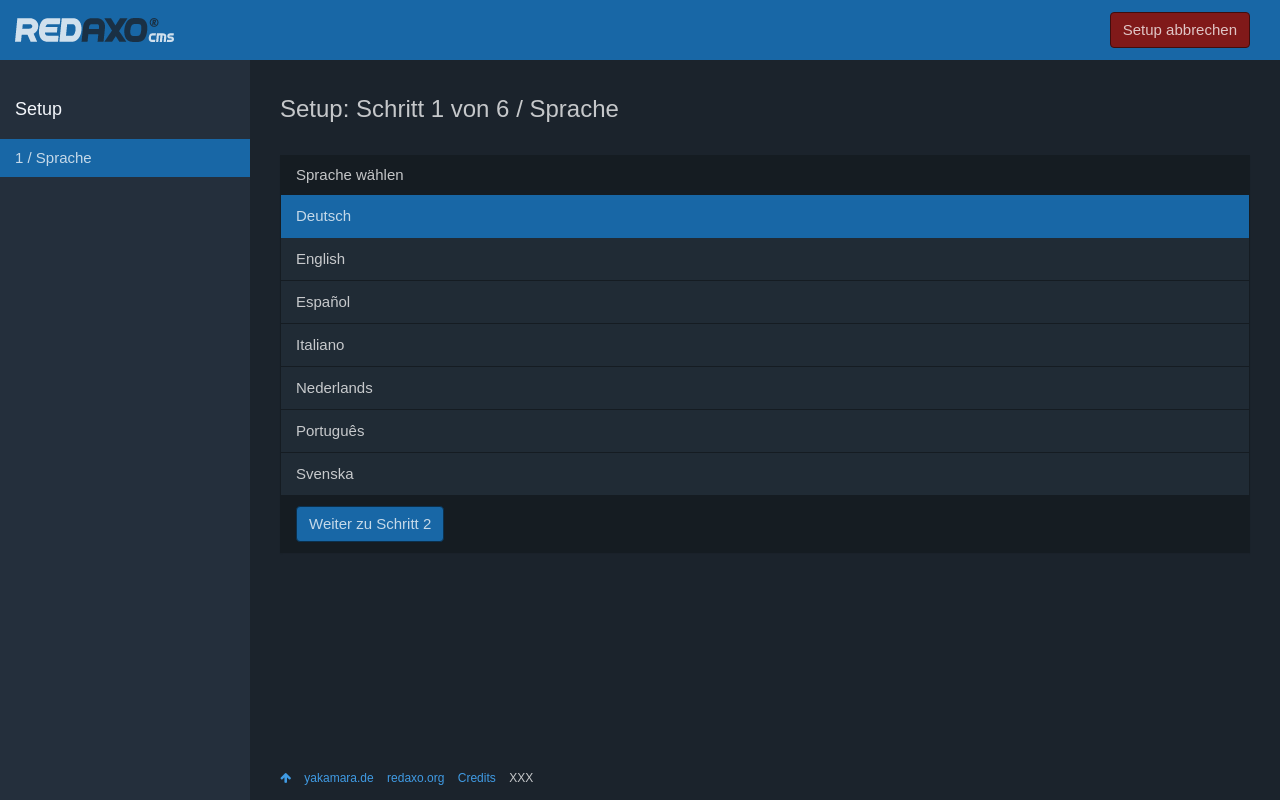 REDAXO® cms
Setup abbrechen
Setup
1 / Sprache
Setup: Schritt 1 von 6 / Sprache
Sprache wählen
Deutsch
English
Español
Italiano
Nederlands
Português
Svenska
Weiter zu Schritt 2
yakamara.de redaxo.org Credits XXX